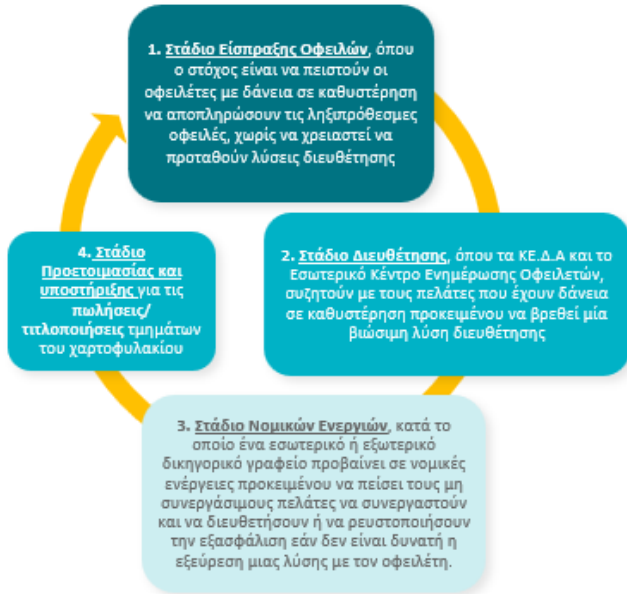 1. Στάδιο Είσπραξης Οφειλών, όπου
ο στόχος είναι να πειστούν οι
οφειλέτες με δάνεια σε καθυστέρηση
να αποπληρώσουν τις ληξιπρόθεσμες
οφειλές, χωρίς να χρειαστεί να
προταθούν λύσεις διευθέτησης
2. Στάδιο Διευθέτησης, όπου τα ΚΕ.Δ.Α και το
Εσωτερικό Κέντρο Ενημέρωσης Οφειλετών,
συζητούν με τους πελάτες που έχουν δάνεια
σε καθυστέρηση προκειμένου να βρεθεί μία
βιώσιμη λύση διευθέτησης
3. Στάδιο Νομικών Ενεργιών, κατά το
οποίο ένα εσωτερικό ή εξωτερικό
δικηγορικό γραφείο προβαίνει σε νομικές
ενέργειες προκειμένου να πείσει τους μη
συνεργάσιμους πελάτες να συνεργαστούν
και να διευθετήσουν ή να ρευστοποιήσουν
την εξασφάλιση εάν δεν είναι δυνατή η
εξεύρεση μιας λύσης με τον οφειλέτη.
4. Στάδιο
Προετοιμασίας και
υποστήριξης για τις
πωλήσεις/
τιτλοποιήσεις τμημάτων
του χαρτοφυλακίου